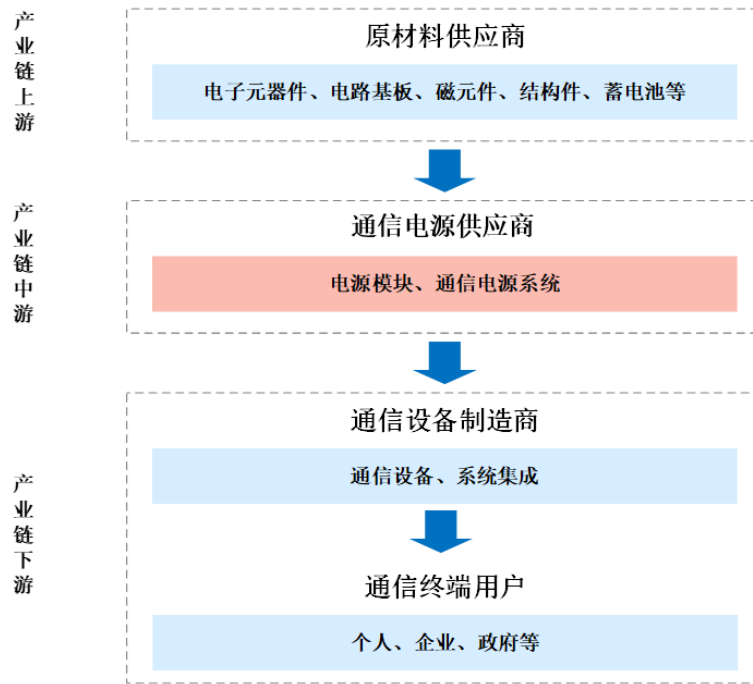 产业链上游
原材料供应商
电子元器件、电路基板、磁元件、结构件、蓄电池等
产业链中游
通信电源供应商
电源模块、通信电源系统
产业链下游
通信设备制造商
通信设备、系统集成
通信终端用户
个人、企业、政府等